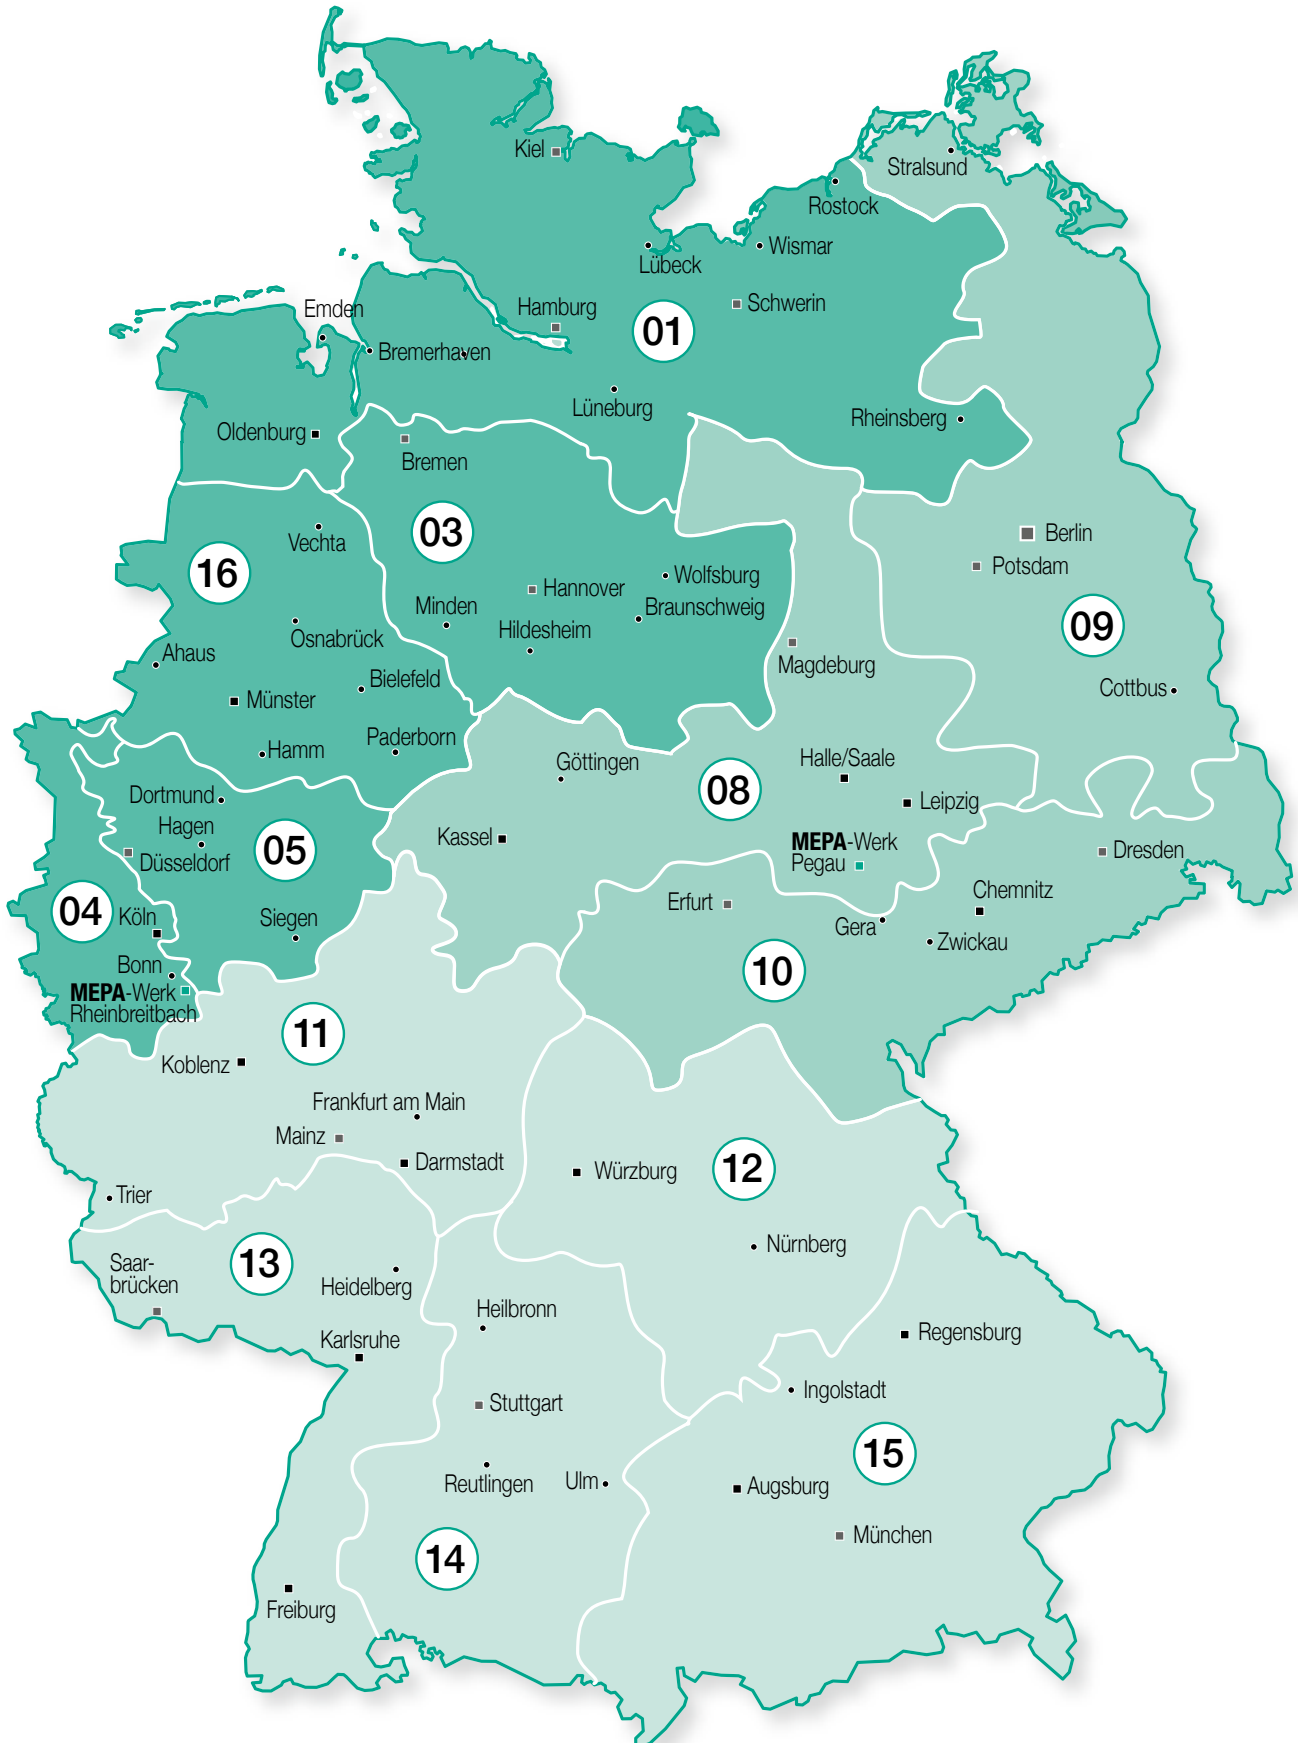 Kiel
Stralsund
Rostock
Wismar
Lübeck
Schwerin
Emden
Hamburg
01
Bremerhaven
Lüneburg
Rheinsberg
Oldenburg
Bremen
03
Vechta
Berlin
Potsdam
16
Wolfsburg
Hannover
Minden
Braunschweig
Hildesheim
09
Osnabrück
Ahaus
Magdeburg
Bielefeld
Cottbus
Münster
Paderborn
Hamm
Göttingen
Halle/Saale
08
Dortmund
Leipzig
Hagen
Kassel
05
Düsseldorf
MEPA-Werk
Pegau
Dresden
Chemnitz
Erfurt
04
Köln
Siegen
Gera
Zwickau
Bonn
10
MEPA-Werk
Rheinbreitbach
11
Koblenz
Frankfurt am Main
Mainz
Darmstadt
Würzburg
12
Trier
Nürnberg
Saar-
brücken
13
Heidelberg
Heilbronn
Karlsruhe
Regensburg
Ingolstadt
Stuttgart
15
Reutlingen
Ulm
Augsburg
München
14
Freiburg